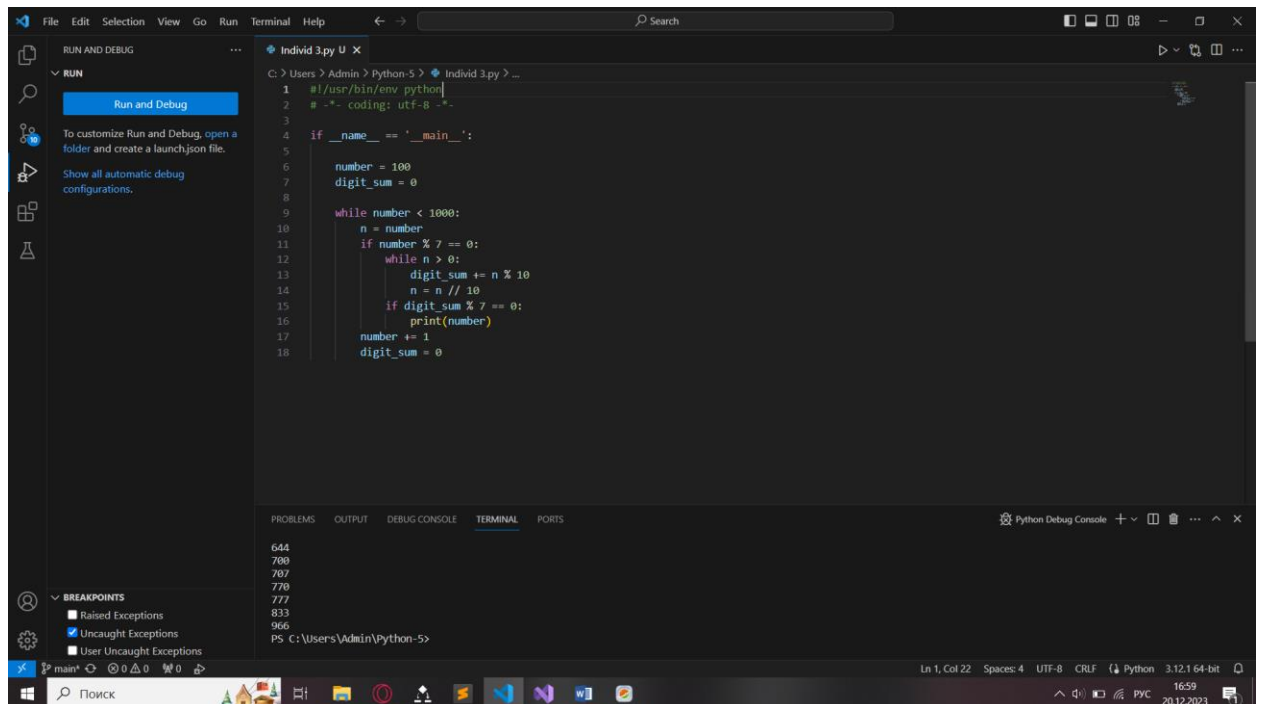 File Edit Selection View Go Run Terminal Help Search
RUN AND DEBUG ...
RUN
Run and Debug
To customize Run and Debug, open a
folder and create a launch.json file.
Show all automatic debug
configurations.
10
Individ 3.py U
C: > Users > Admin > Python-5 > Individ 3.py > ...
1 #!/usr/bin/env python
2 # -*- coding: utf-8 -*-
3
4 if __name__ == '__main__':
5
6 number = 100
7 digit_sum = 0
8
9 while number < 1000:
10 n = number
11 if number % 7 == 0:
12 while n > 0:
13 digit_sum += n % 10
14 n = n // 10
15 if digit_sum % 7 == 0:
16 print(number)
17 number += 1
18 digit_sum = 0
PROBLEMS OUTPUT DEBUG CONSOLE TERMINAL PORTS Python Debug Console
644
700
707
770
777
833
966
PS C:\Users\Admin\Python-5>
BREAKPOINTS
Raised Exceptions
Uncaught Exceptions
User Uncaught Exceptions
main* 0 0 0 Ln 1, Col 22 Spaces: 4 UTF-8 CRLF Python 3.12.1 64-bit
Поиск РУС 16:59
20.12.2023